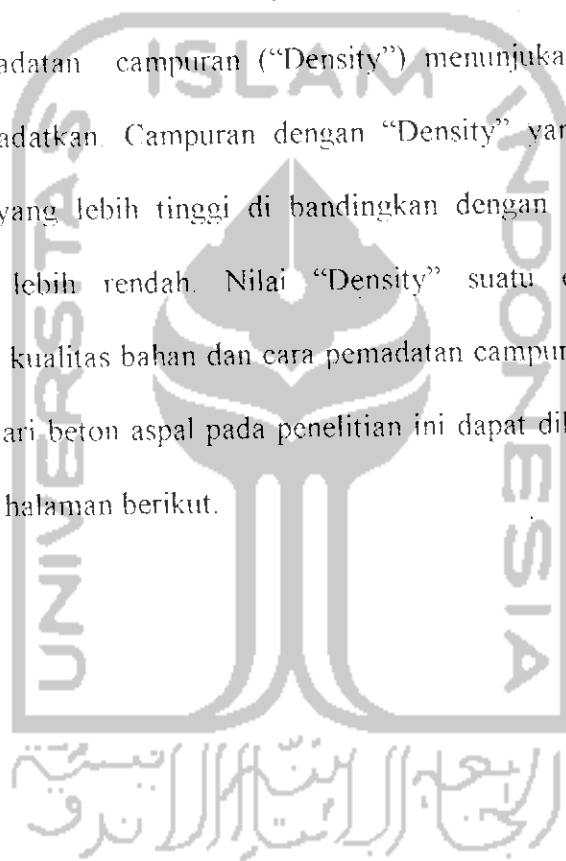 adatan campuran (“Density”) menunjuka
adatkan. Campuran dengan “Density” yan
yang lebih tinggi di bandingkan dengan
lebih rendah. Nilai “Density” suatu
kualitas bahan dan cara pemadatan campur
ari beton aspal pada penelitian ini dapat dil
halaman berikut.
ISLAM
UNIVERSITAS
INDONESIA